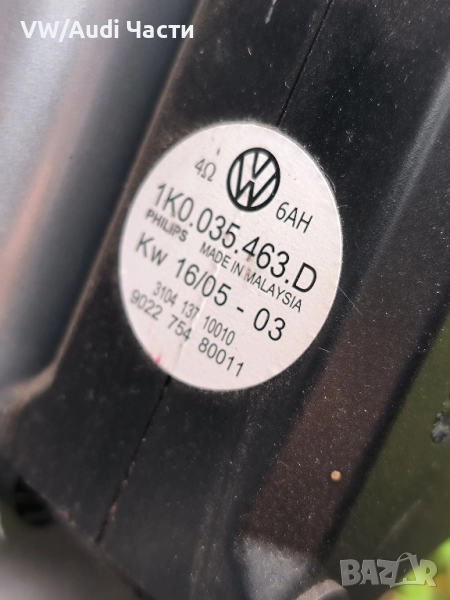 VW/Audi Части
4Ω
6AH
1K0.035.463.D
PHILIPS MADE IN MALAYSIA
Kw 16/05 - 03
3104 137 10010
9022 754 80011
BAZAR